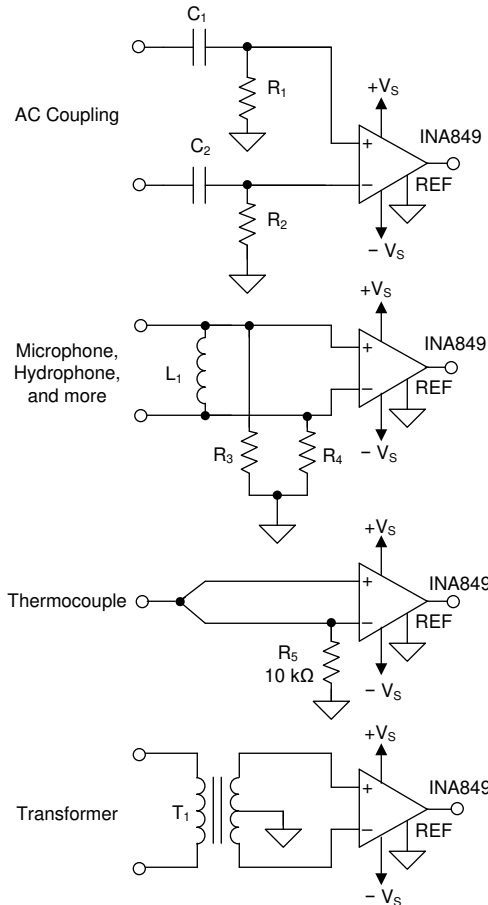 C1
+VS
R1
INA849
AC Coupling
+
C2
−
REF
R2
− VS
+VS
INA849
Microphone,
Hydrophone,
and more
L1
+
−
REF
R3
R4
− VS
+VS
INA849
Thermocouple
+
−
REF
R5
10 kΩ
− VS
+VS
INA849
Transformer
T1
+
−
REF
− VS